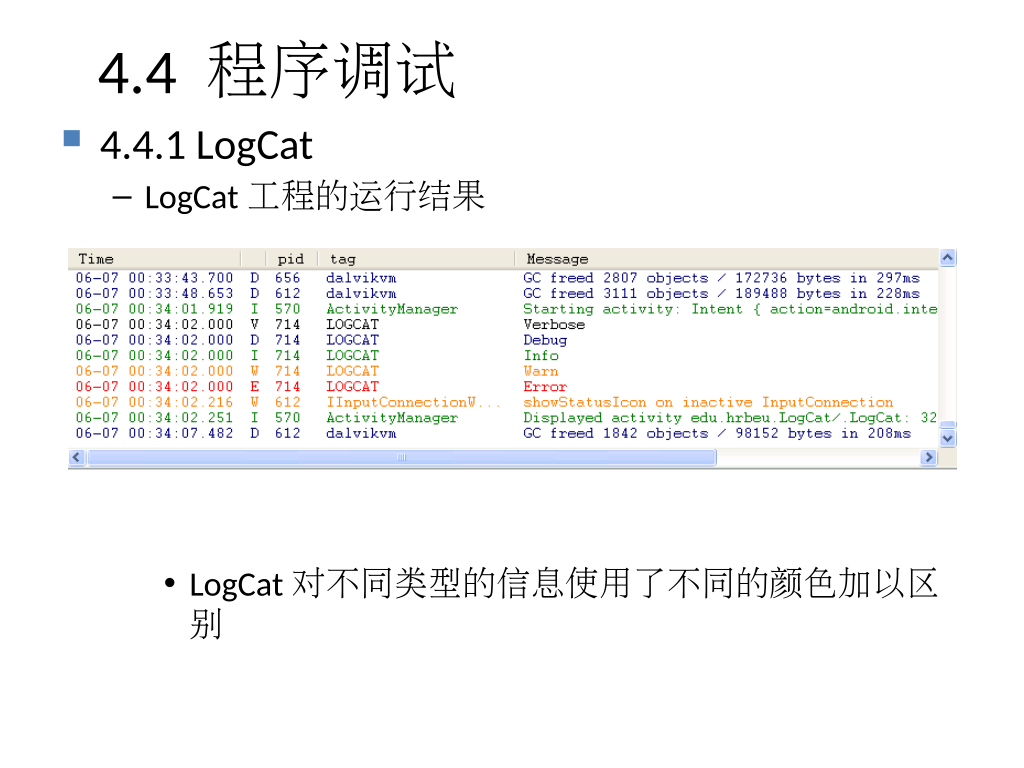 4.4 程序调试
4.4.1 LogCat
– LogCat 工程的运行结果
Time pid tag Message
06-07 00:33:43.700 D 656 dalvikvm GC freed 2807 objects / 172736 bytes in 297ms
06-07 00:33:48.653 D 612 dalvikvm GC freed 3111 objects / 189488 bytes in 228ms
06-07 00:34:01.919 I 570 ActivityManager Starting activity: Intent { action=android.inte
06-07 00:34:02.000 V 714 LOGCAT Verbose
06-07 00:34:02.000 D 714 LOGCAT Debug
06-07 00:34:02.000 I 714 LOGCAT Info
06-07 00:34:02.000 W 714 LOGCAT Warn
06-07 00:34:02.000 E 714 LOGCAT Error
06-07 00:34:02.216 W 612 IInputConnectionW... showStatusIcon on inactive InputConnection
06-07 00:34:02.251 I 570 ActivityManager Displayed activity edu.hrbeu.LogCat/.LogCat: 32
06-07 00:34:07.482 D 612 dalvikvm GC freed 1842 objects / 98152 bytes in 208ms
• LogCat 对不同类型的信息使用了不同的颜色加以区
别